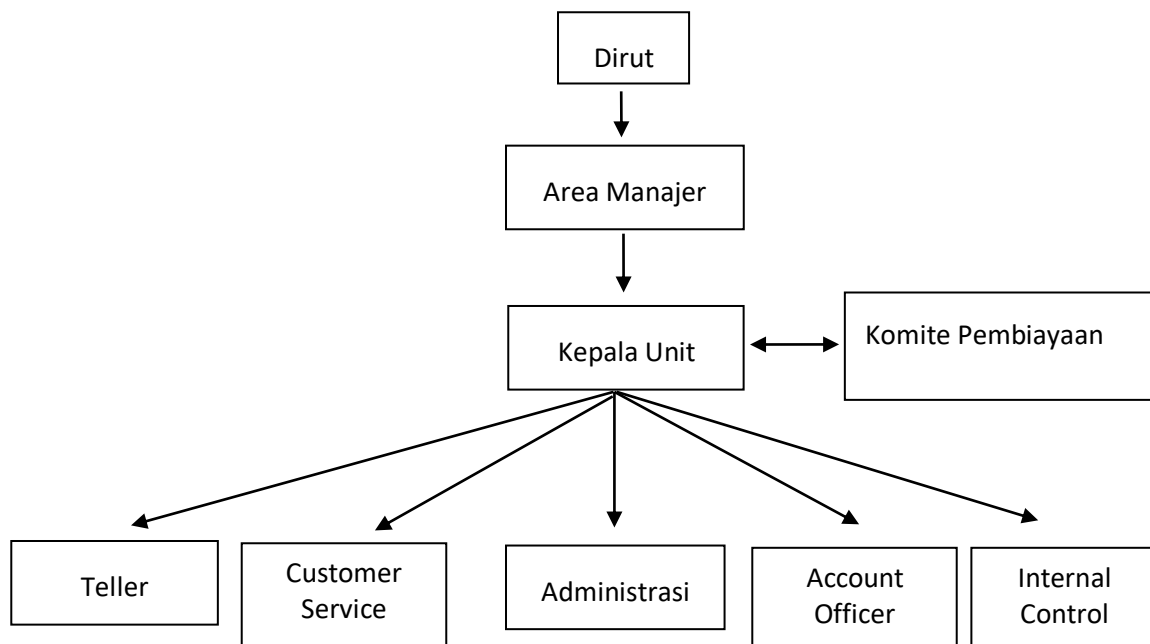 Dirut
Area Manajer
Kepala Unit
Komite Pembiayaan
Teller
Customer
Service
Administrasi
Account
Officer
Internal
Control